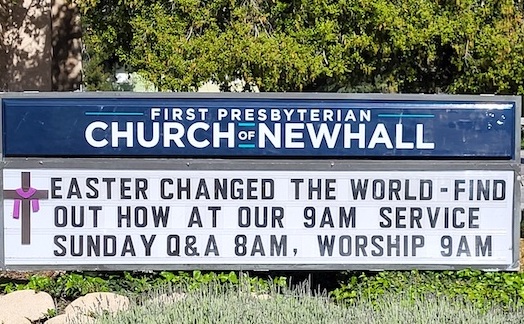 FIRST PRESBYTERIAN
CHURCH OF NEWHALL
EASTER CHANGED THE WORLD - FIND
OUT HOW AT OUR 9AM SERVICE
SUNDAY Q&A 8AM, WORSHIP 9AM